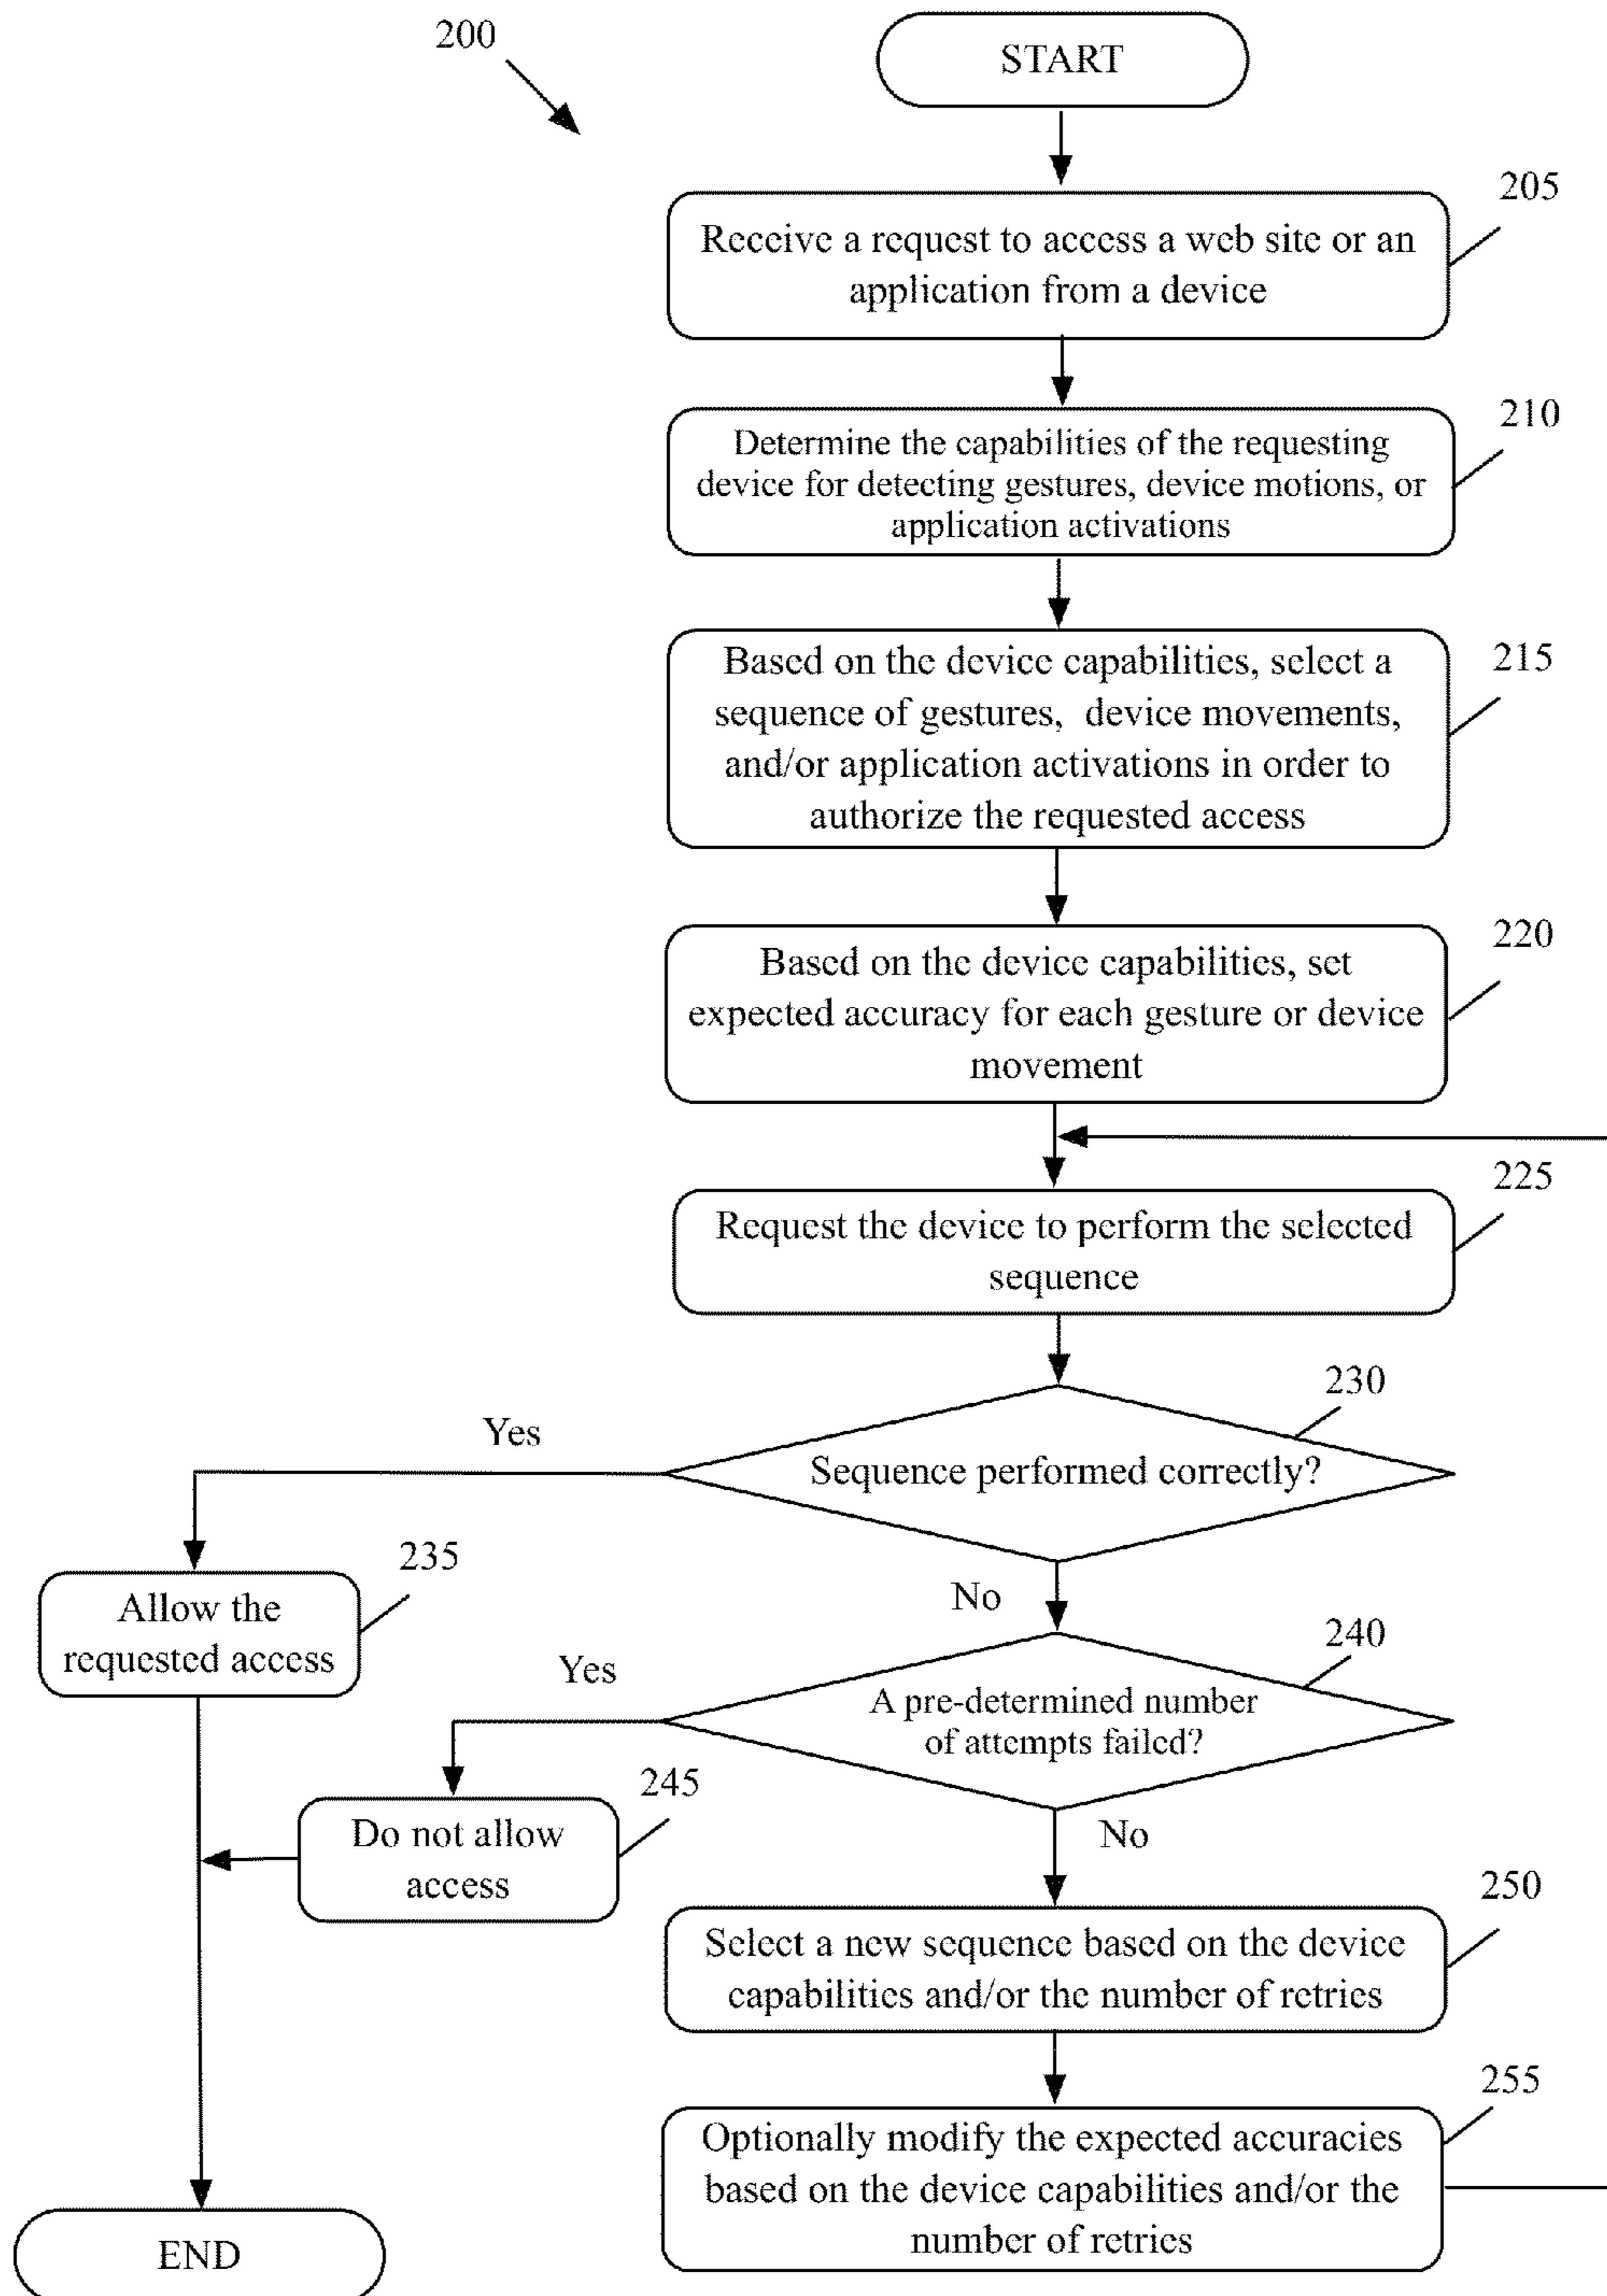 200
START
205
Receive a request to access a web site or an
application from a device
210
Determine the capabilities of the requesting
device for detecting gestures, device motions, or
application activations
215
Based on the device capabilities, select a
sequence of gestures, device movements,
and/or application activations in order to
authorize the requested access
220
Based on the device capabilities, set
expected accuracy for each gesture or device
movement
225
Request the device to perform the selected
sequence
230
Yes
Sequence performed correctly?
235
Allow the
requested access
No
240
Yes
A pre-determined number
of attempts failed?
245
Do not allow
access
No
250
Select a new sequence based on the device
capabilities and/or the number of retries
255
Optionally modify the expected accuracies
based on the device capabilities and/or the
number of retries
END